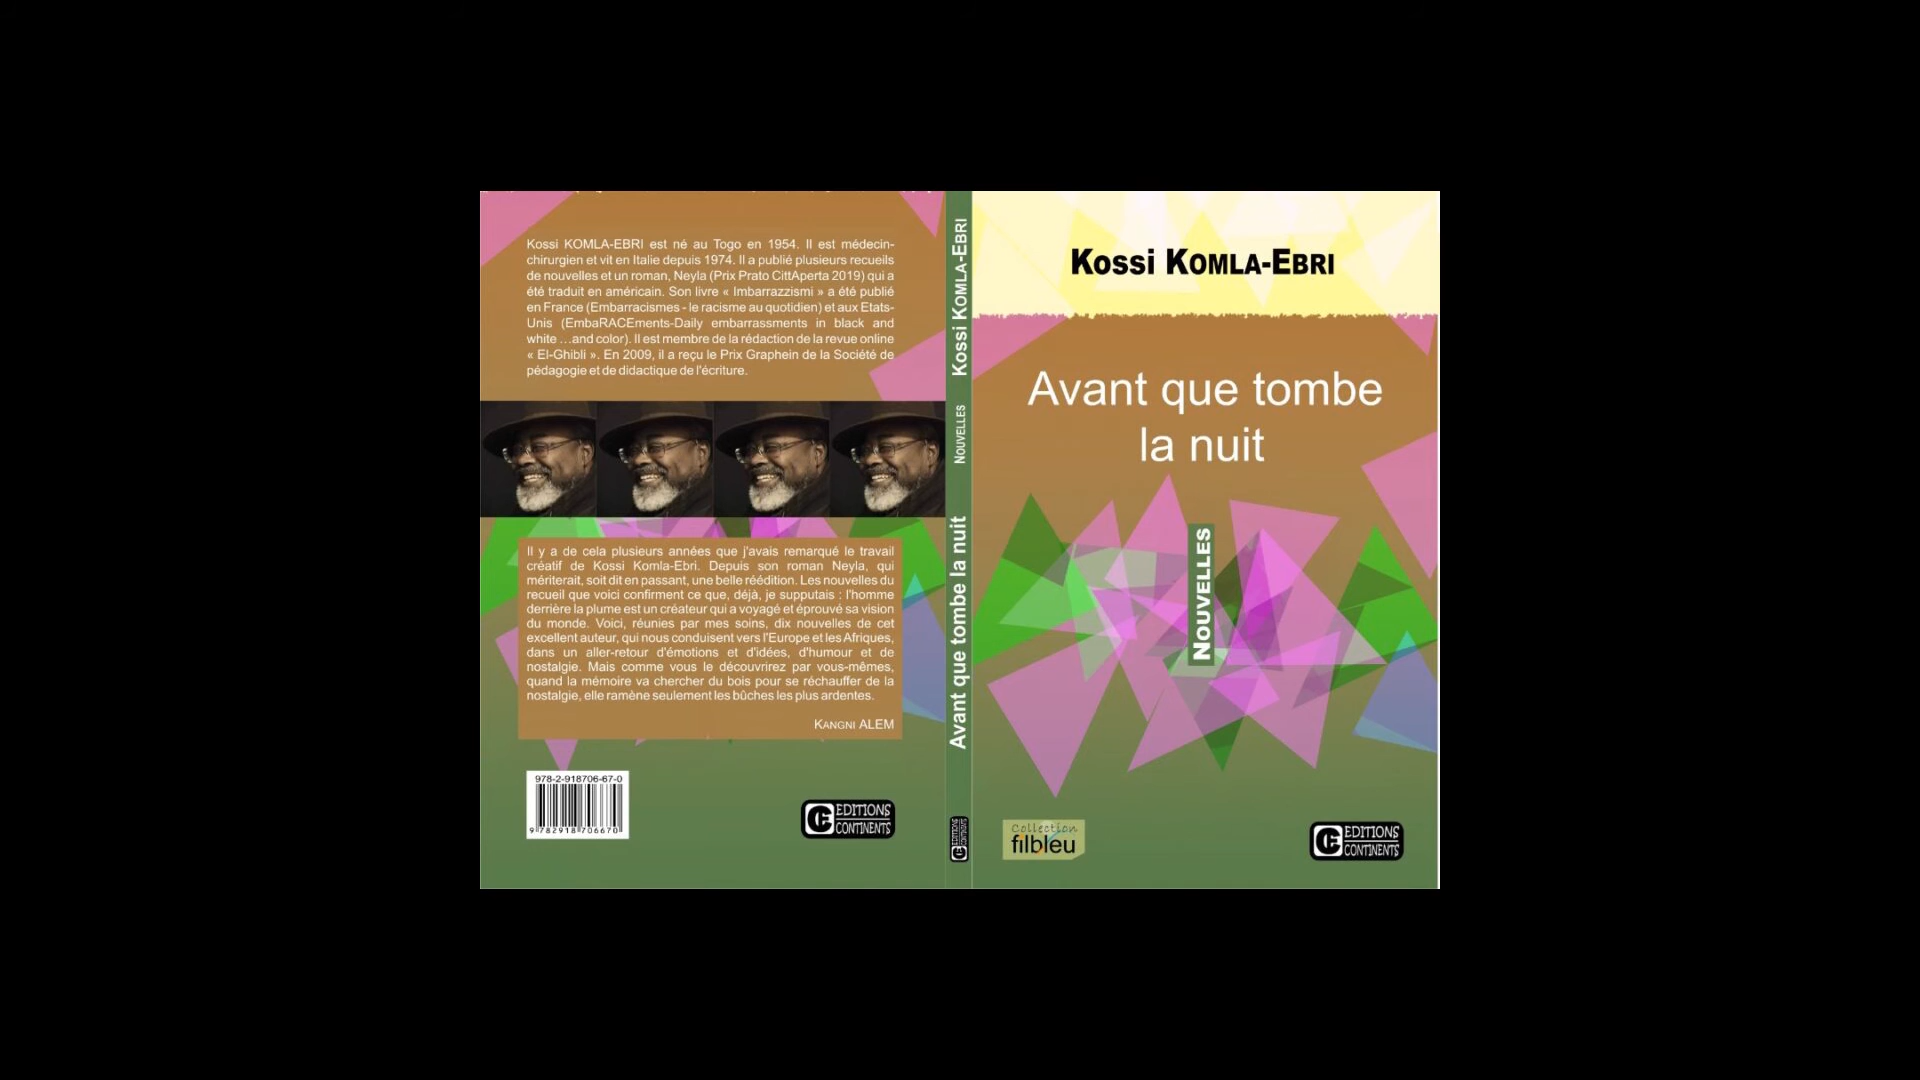 Kossi KOMLA-EBRI est né au Togo en 1954. Il est médecin-
chirurgien et vit en Italie depuis 1974. Il a publié plusieurs recueils
de nouvelles et un roman, Neyla (Prix Prato CittAperta 2019) qui a
été traduit en américain. Son livre « Imbarrazzismi » a été publié
en France (Embarracismes - le racisme au quotidien) et aux Etats-
Unis (EmbaRACEments-Daily embarrassments in black and
white …and color). Il est membre de la rédaction de la revue online
« El-Ghibli ». En 2009, il a reçu le Prix Graphein de la Société de
pédagogie et de didactique de l'écriture.
Il y a de cela plusieurs années que j'avais remarqué le travail
créatif de Kossi Komla-Ebri. Depuis son roman Neyla, qui
mériterait, soit dit en passant, une belle réédition. Les nouvelles du
recueil que voici confirment ce que, déjà, je supputais : l'homme
derrière la plume est un créateur qui a voyagé et éprouvé sa vision
du monde. Voici, réunies par mes soins, dix nouvelles de cet
excellent auteur, qui nous conduisent vers l'Europe et les Afriques,
dans un aller-retour d'émotions et d'idées, d'humour et de
nostalgie. Mais comme vous le découvrirez par vous-mêmes,
quand la mémoire va chercher du bois pour se réchauffer de la
nostalgie, elle ramène seulement les bûches les plus ardentes.
KANGNI ALEM
978-2-918706-67-0
9 782918 706670
EDITIONS
CONTINENTS
KOSSI KOMLA-EBRI
NOUVELLES
Avant que tombe la nuit
EDITIONS
CONTINENTS
KOSSI KOMLA-EBRI
Avant que tombe
la nuit
NOUVELLES
Collection
filbleu
EDITIONS
CONTINENTS